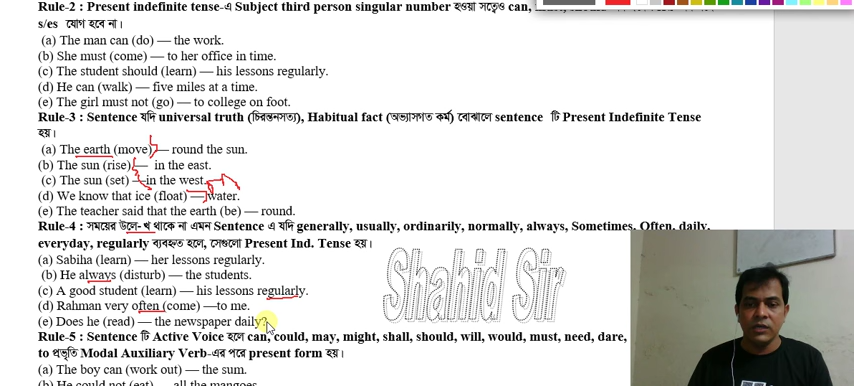 Rule-2 : Present indefinite tense-এ Subject third person singular number হওয়া সত্ত্বেও can,
s/es যোগ হবে না।
(a) The man can (do) — the work.
(b) She must (come) — to her office in time.
(c) The student should (learn) — his lessons regularly.
(d) He can (walk) — five miles at a time.
(e) The girl must not (go) — to college on foot.
Rule-3 : Sentence যদি universal truth (চিরন্তনসত্য), Habitual fact (অভ্যাসগত কর্ম) বোঝালে sentence টি Present Indefinite Tense
হয়।
(a) The earth (move) — round the sun.
(b) The sun (rise) — in the east.
(c) The sun (set) — in the west.
(d) We know that ice (float) — water.
(e) The teacher said that the earth (be) — round.
Rule-4 : সময়ের উলে-খ থাকে না এমন Sentence এ যদি generally, usually, ordinarily, normally, always, Sometimes, Often, daily,
everyday, regularly ব্যবহৃত হলে, সেগুলো Present Ind. Tense হয়।
(a) Sabiha (learn) — her lessons regularly.
(b) He always (disturb) — the students.
(c) A good student (learn) — his lessons regularly.
(d) Rahman very often (come) —to me.
(e) Does he (read) — the newspaper daily?
Shahid Sir
Rule-5 : Sentence টি Active Voice হলে can, could, may, might, shall, should, will, would, must, need, dare,
to প্রভৃতি Modal Auxiliary Verb-এর পরে present form হয়।
(a) The boy can (work out) — the sum.
(b) He could not (eat) — all the mangoes.